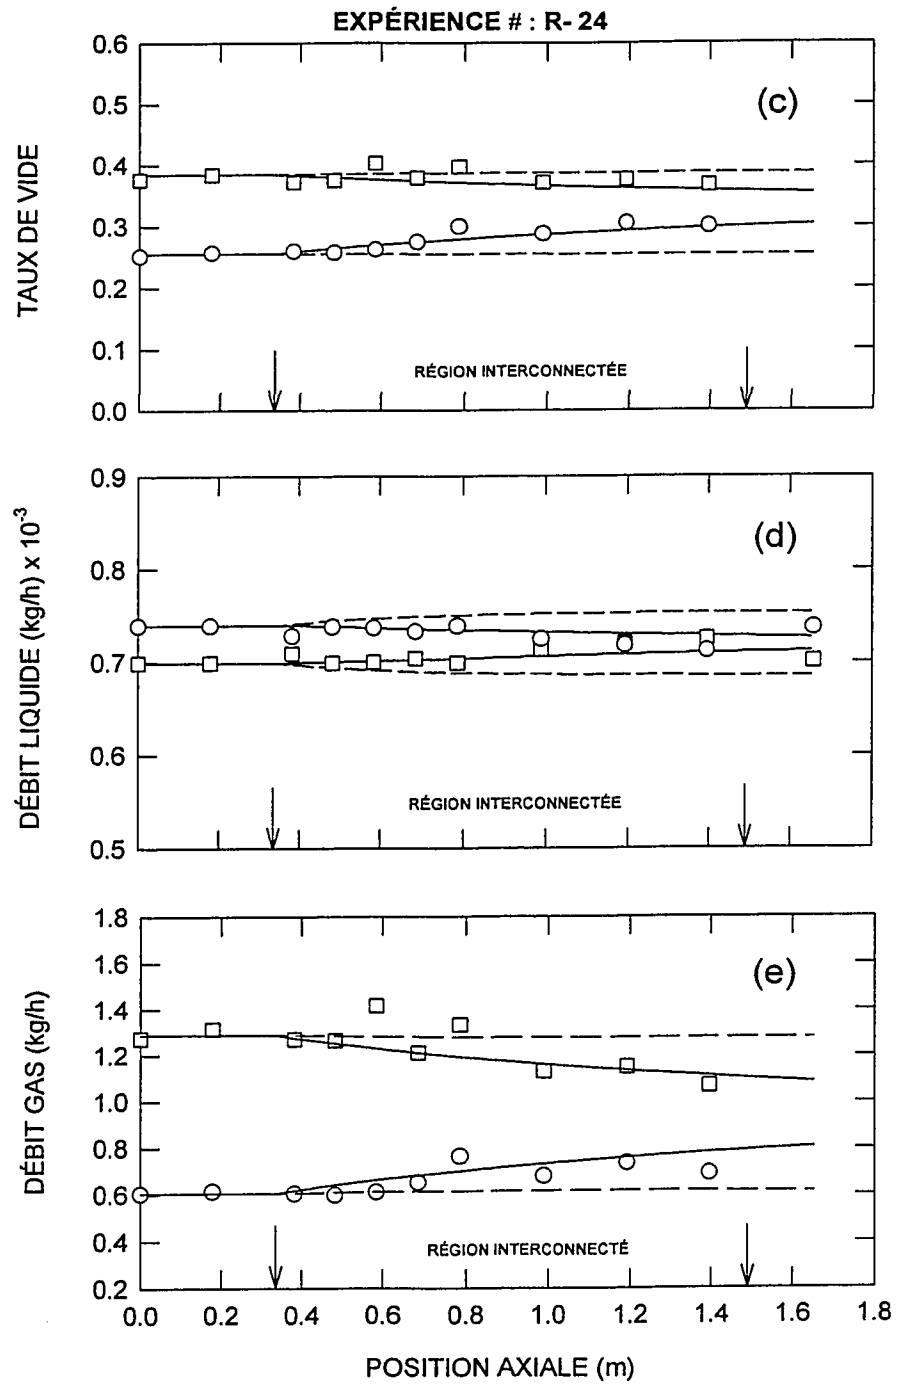 EXPÉRIENCE # : R- 24
0.6
0.5
0.4
0.3
0.2
0.1
0.0
TAUX DE VIDE
(c)
RÉGION INTERCONNECTÉE
0.9
0.8
0.7
0.6
0.5
DÉBIT LIQUIDE (kg/h) x 10⁻³
(d)
RÉGION INTERCONNECTÉE
1.8
1.6
1.4
1.2
1.0
0.8
0.6
0.4
0.2
DÉBIT GAS (kg/h)
(e)
RÉGION INTERCONNECTÉ
0.0 0.2 0.4 0.6 0.8 1.0 1.2 1.4 1.6 1.8
POSITION AXIALE (m)